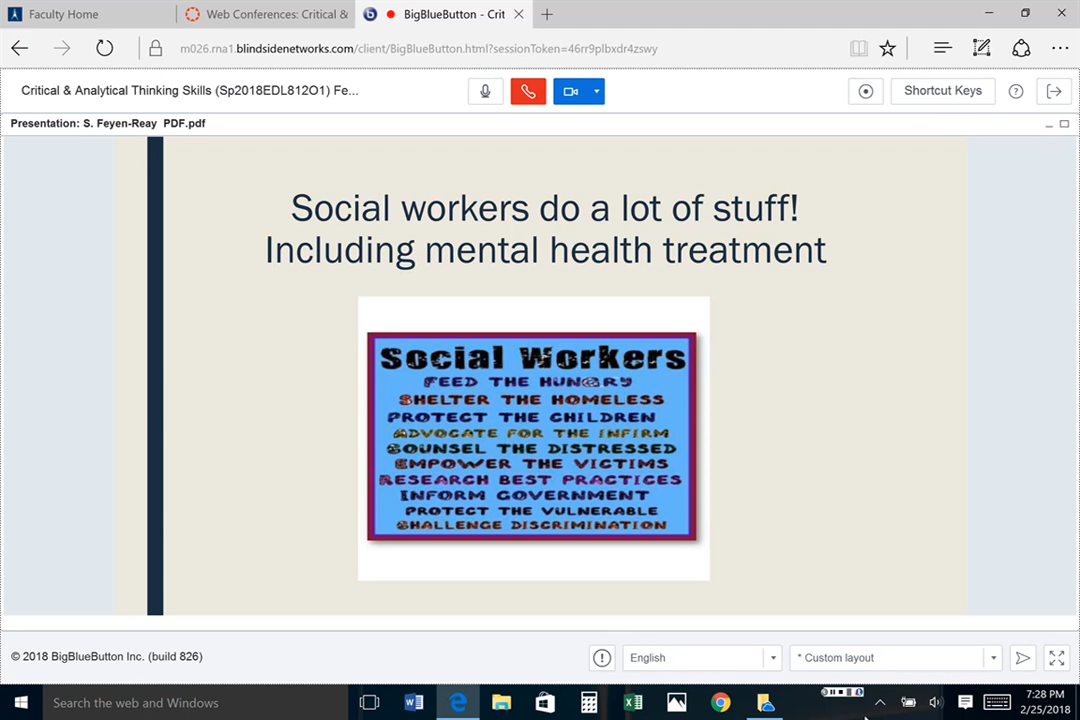 Faculty Home
Web Conferences: Critical &
BigBlueButton - Crit
m026.rna1.blindsidenetworks.com/client/BigBlueButton.html?sessionToken=46rr9plbxdr4zswy
Critical & Analytical Thinking Skills (Sp2018EDL812O1) Fe...
Shortcut Keys
Presentation: S. Feyen-Reay PDF.pdf
Social workers do a lot of stuff!
Including mental health treatment
Social Workers
FEED THE HUNGRY
SHELTER THE HOMELESS
PROTECT THE CHILDREN
ADVOCATE FOR THE INFIRM
COUNSEL THE DISTRESSED
EMPOWER THE VICTIMS
RESEARCH BEST PRACTICES
INFORM GOVERNMENT
PROTECT THE VULNERABLE
CHALLENGE DISCRIMINATION
© 2018 BigBlueButton Inc. (build 826)
English
* Custom layout
Search the web and Windows
7:28 PM
2/25/2018